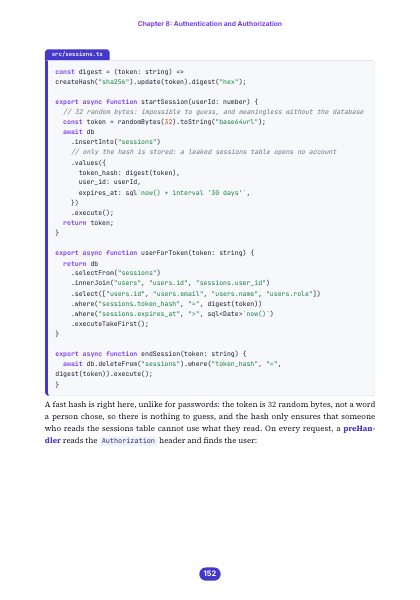 Chapter 8: Authentication and Authorization
src/sessions.ts
const digest = (token: string) =>
createHash("sha256").update(token).digest("hex");
export async function startSession(userId: number) {
// 32 random bytes: impossible to guess, and meaningless without the database
const token = randomBytes(32).toString("base64url");
await db
.insertInto("sessions")
// only the hash is stored: a leaked sessions table opens no account
.values({
token_hash: digest(token),
user_id: userId,
expires_at: sql`now() + interval '30 days'`,
})
.execute();
return token;
}
export async function userForToken(token: string) {
return db
.selectFrom("sessions")
.innerJoin("users", "users.id", "sessions.user_id")
.select(["users.id", "users.email", "users.name", "users.role"])
.where("sessions.token_hash", "=", digest(token))
.where("sessions.expires_at", ">", sql<Date>`now()`)
.executeTakeFirst();
}
export async function endSession(token: string) {
await db.deleteFrom("sessions").where("token_hash", "=",
digest(token)).execute();
}
A fast hash is right here, unlike for passwords: the token is 32 random bytes, not a word
a person chose, so there is nothing to guess, and the hash only ensures that someone
who reads the sessions table cannot use what they read. On every request, a preHan-
dler reads the Authorization header and finds the user:
152